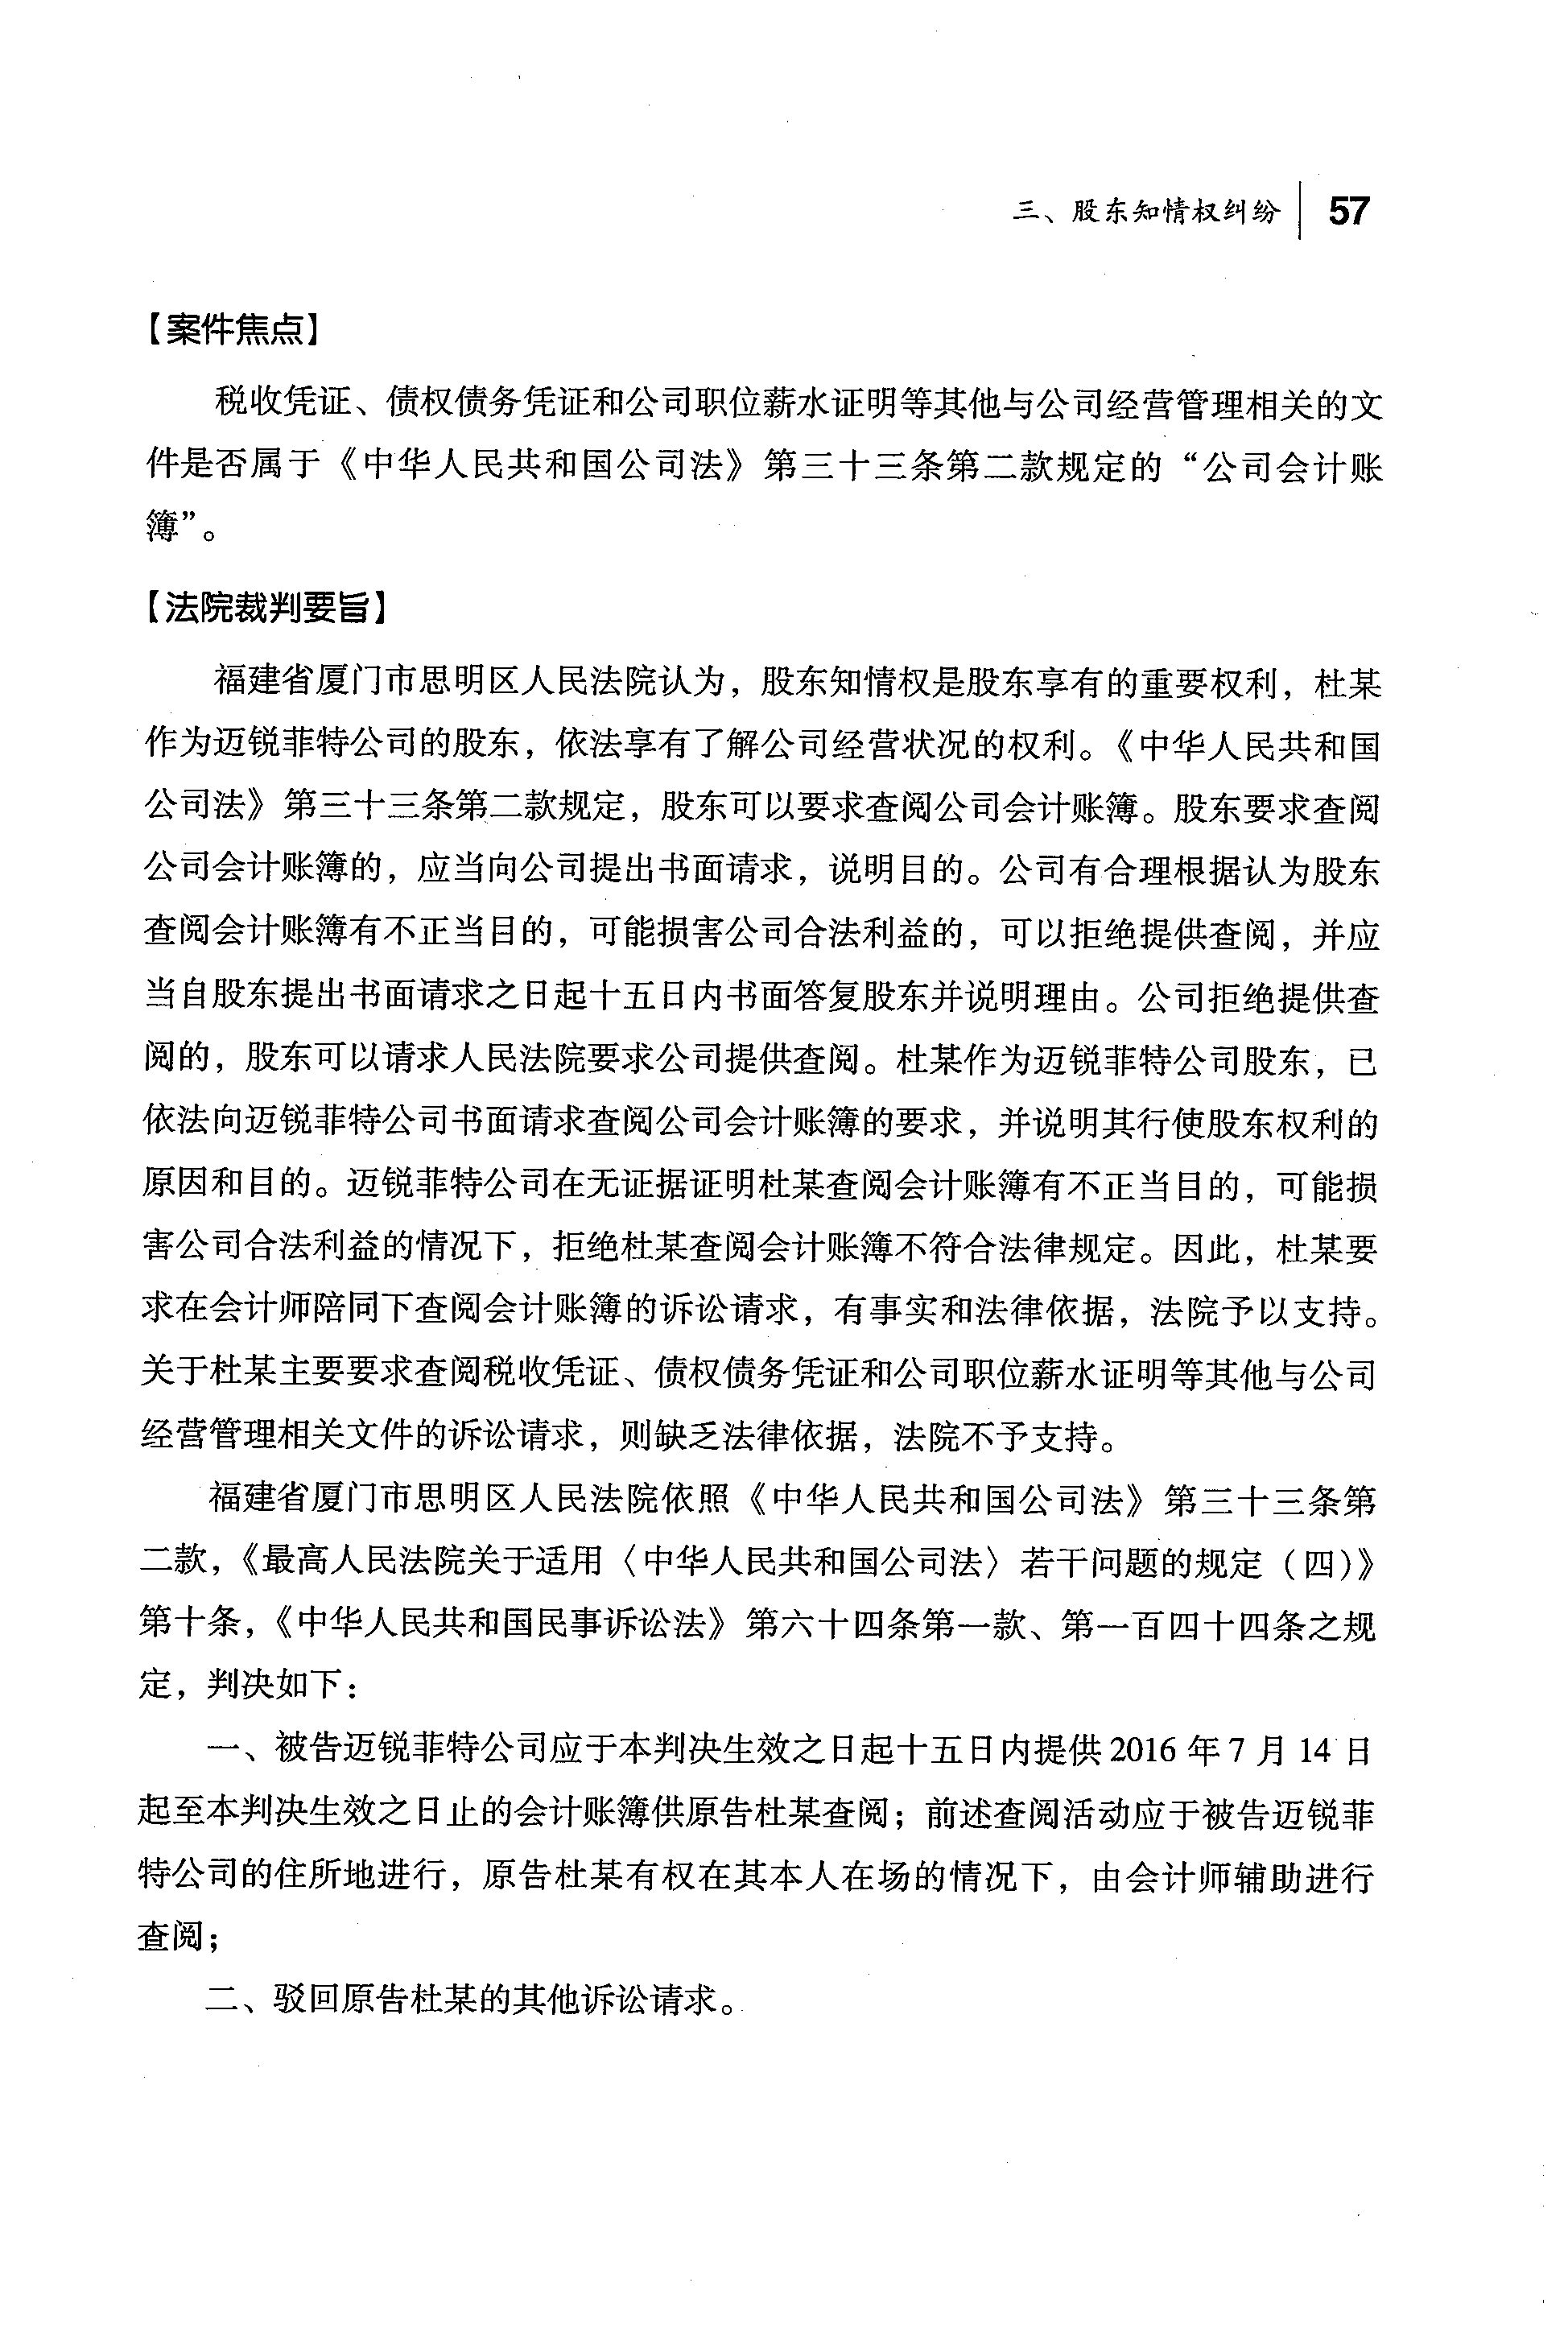 三、股东知情权纠纷 57
【案件焦点】
税收凭证、债权债务凭证和公司职位薪水证明等其他与公司经营管理相关的文
件是否属于《中华人民共和国公司法》第三十三条第二款规定的“公司会计账
簿”。
【法院裁判要旨】
福建省厦门市思明区人民法院认为，股东知情权是股东享有的重要权利，杜某
作为迈锐菲特公司的股东，依法享有了解公司经营状况的权利。《中华人民共和国
公司法》第三十三条第二款规定，股东可以要求查阅公司会计账簿。股东要求查阅
公司会计账簿的，应当向公司提出书面请求，说明目的。公司有合理根据认为股东
查阅会计账簿有不正当目的，可能损害公司合法利益的，可以拒绝提供查阅，并应
当自股东提出书面请求之日起十五日内书面答复股东并说明理由。公司拒绝提供查
阅的，股东可以请求人民法院要求公司提供查阅。杜某作为迈锐菲特公司股东，已
依法向迈锐菲特公司书面请求查阅公司会计账簿的要求，并说明其行使股东权利的
原因和目的。迈锐菲特公司在无证据证明杜某查阅会计账簿有不正当目的，可能损
害公司合法利益的情况下，拒绝杜某查阅会计账簿不符合法律规定。因此，杜某要
求在会计师陪同下查阅会计账簿的诉讼请求，有事实和法律依据，法院予以支持。
关于杜某主要要求查阅税收凭证、债权债务凭证和公司职位薪水证明等其他与公司
经营管理相关文件的诉讼请求，则缺乏法律依据，法院不予支持。
福建省厦门市思明区人民法院依照《中华人民共和国公司法》第三十三条第
二款，《最高人民法院关于适用〈中华人民共和国公司法〉若干问题的规定（四）》
第十条，《中华人民共和国民事诉讼法》第六十四条第一款、第一百四十四条之规
定，判决如下：
一、被告迈锐菲特公司应于本判决生效之日起十五日内提供 2016 年 7 月 14 日
起至本判决生效之日止的会计账簿供原告杜某查阅；前述查阅活动应于被告迈锐菲
特公司的住所地进行，原告杜某有权在其本人在场的情况下，由会计师辅助进行
查阅；
二、驳回原告杜某的其他诉讼请求。